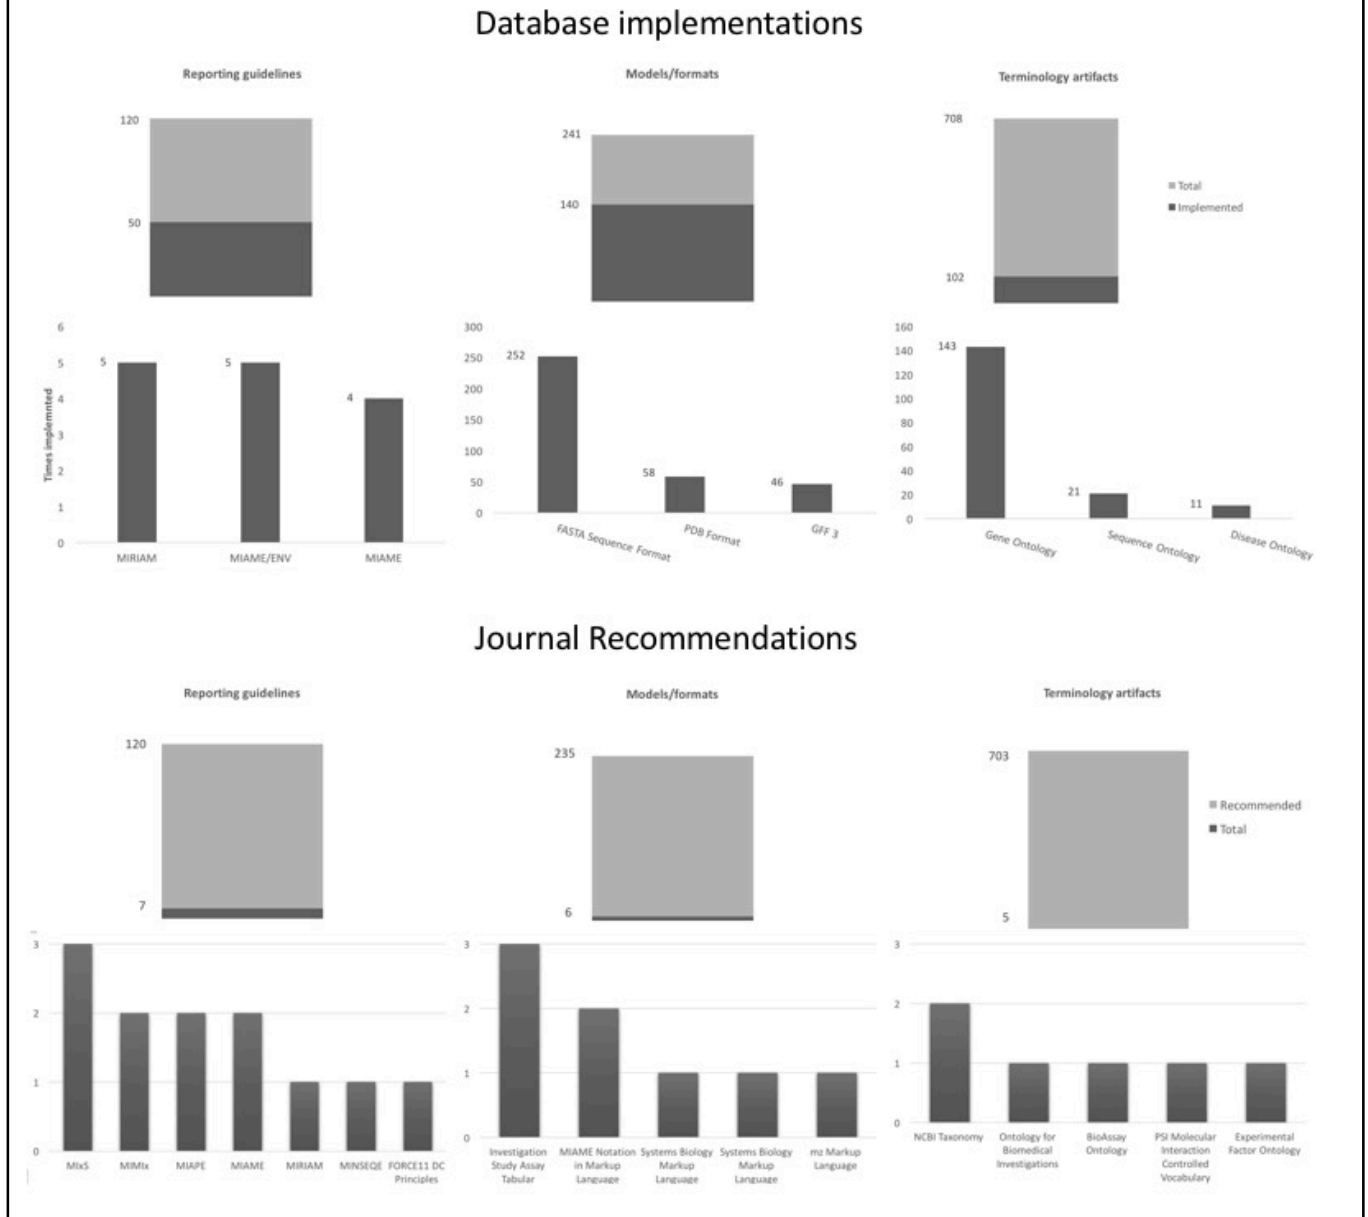 Database implementations
Reporting guidelines
120
50
6
5
4
3
2
1
0
Times implemnted
5
5
4
MIRIAM
MIAME/ENV
MIAME
Models/formats
241
140
300
250
200
150
100
50
0
252
58
46
FASTA Sequence Format
PDB Format
GFF 3
Terminology artifacts
708
102
Total
Implemented
160
140
120
100
80
60
40
20
0
143
21
11
Gene Ontology
Sequence Ontology
Disease Ontology
Journal Recommendations
Reporting guidelines
120
7
3
2
1
0
MIxS
MIMIx
MIAPE
MIAME
MIRIAM
MINSEQE
FORCE11 DC
Principles
Models/formats
235
6
3
2
1
0
Investigation
Study Assay
Tabular
MIAME Notation
in Markup
Language
Systems Biology
Markup
Language
Systems Biology
Markup
Language
mz Markup
Language
Terminology artifacts
703
5
Recommended
Total
3
2
1
0
NCBI Taxonomy
Ontology for
Biomedical
Investigations
BioAssay
Ontology
PSI Molecular
Interaction
Controlled
Vocabulary
Experimental
Factor Ontology